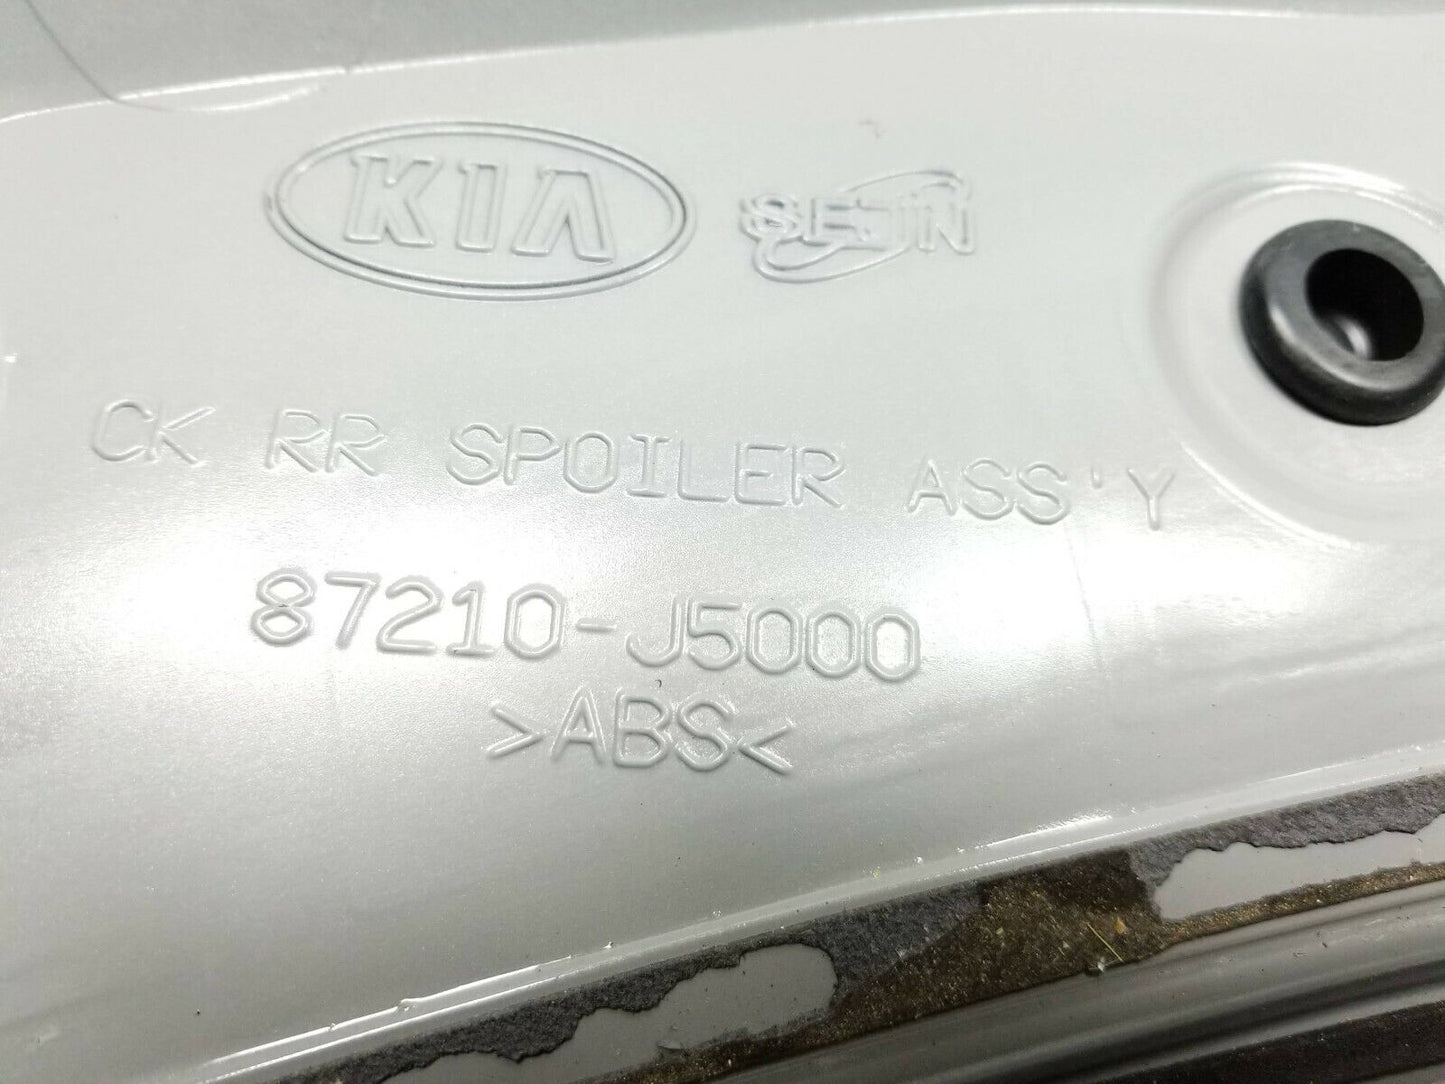 KIA SEJIN
CK RR SPOILER ASS'Y
87210-J5000
>ABS<